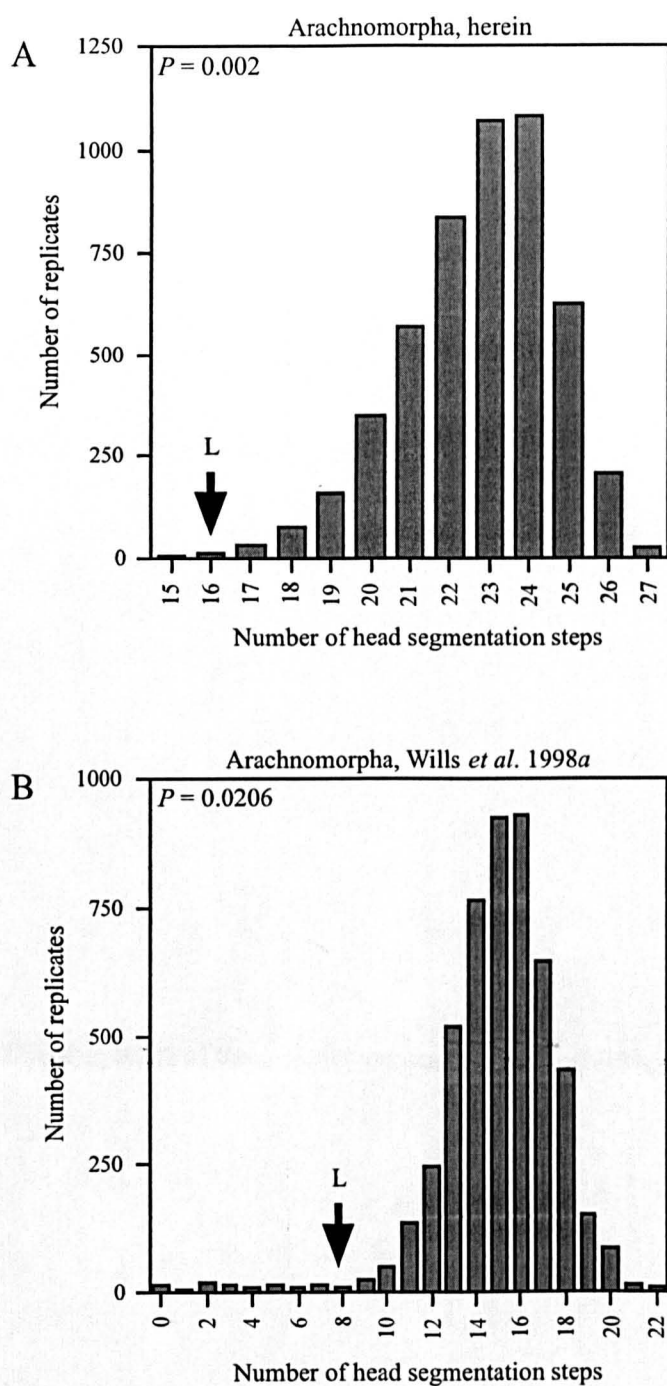 A
Arachnomorpha, herein
P = 0.002
1250
1000
750
500
250
0
Number of replicates
L
15 16 17 18 19 20 21 22 23 24 25 26 27
Number of head segmentation steps
B
Arachnomorpha, Wills et al. 1998a
P = 0.0206
1000
750
500
250
0
Number of replicates
L
0 2 4 6 8 10 12 14 16 18 20 22
Number of head segmentation steps